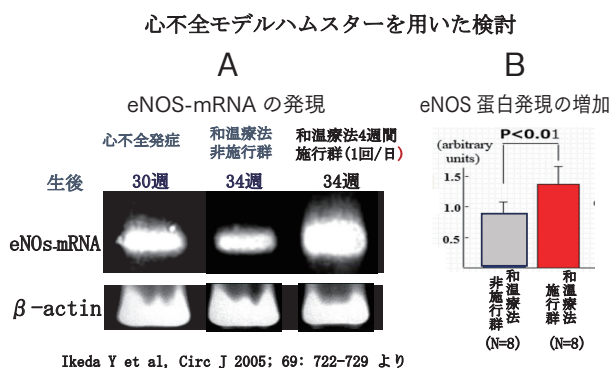 心不全モデルハムスターを用いた検討
A
eNOS-mRNA の発現
心不全発症
和温療法
非施行群
和温療法4週間
施行群(1回/日)
生後
30週
34週
34週
eNOs-mRNA
β-actin
B
eNOS 蛋白発現の増加
P<0.01
(arbitrary
units)
1.5
1.0
0.5
和温療法
非施行群
(N=8)
和温療法
施行群
(N=8)
Ikeda Y et al, Circ J 2005; 69: 722-729 より